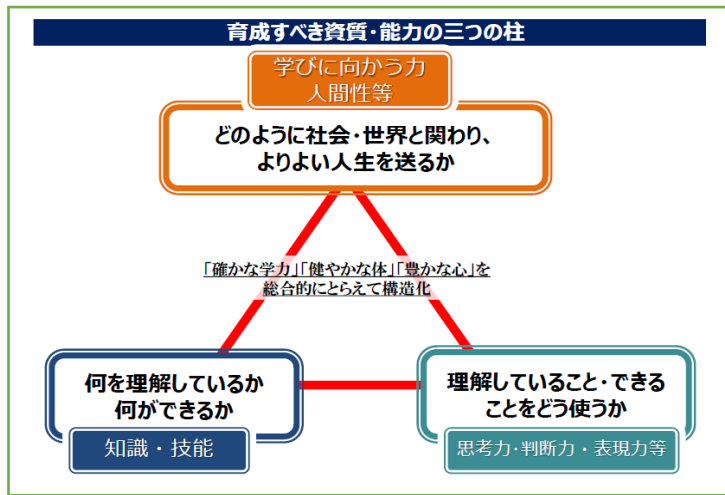 育成すべき資質・能力の三つの柱
学びに向かう力
人間性等
どのように社会・世界と関わり、
よりよい人生を送るか
「確かな学力」「健やかな体」「豊かな心」を
総合的にとらえて構造化
何を理解しているか
何ができるか
知識・技能
理解していること・できる
ことをどう使うか
思考力・判断力・表現力等